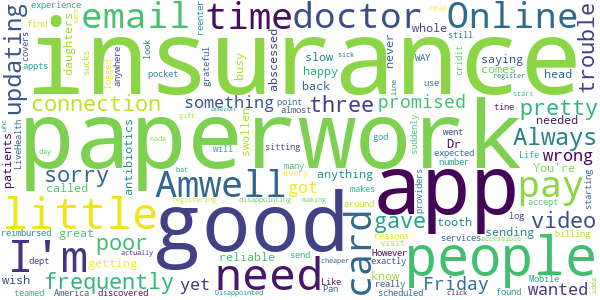 insurance
paperwork
good
app
people
need
I'm
little
Amwell
doctor
time
email
Online
card
pay
video
Always
Friday
gave
poor
frequently
sorry
connection
something
three
promised
pretty
wrong
trouble
updating
got
yet
wanted
sending
Dr
happy
back
busy
slow
whole
never
comes
saying
head
abscessed
grateful
daughters
reenter
experience
find
covers
appts
sucks
logged
anywhere
look
pocket
still
use
WAY
cridit
register
help
sick
line
stars
almost
point
tine
amazon
gift
god
number
expected
suddenly
needed
You're
Life
patients
LiveHealth
uhc
day
antibiotics
swollen
sitting
will
nada
many
anything
bat
every
registering
disappointing
makes
making
around
tooth
providers
went
exactly
log
accept
starting
called
getting
great
reliable
send
reasons
visit
However
know
services
accessible
billing
reimbursed
dept
actually
wish
teamed
America
discovered
Disappointed
Like
Pan
scheduled
really
cheaper
click
found
Mobile
idea